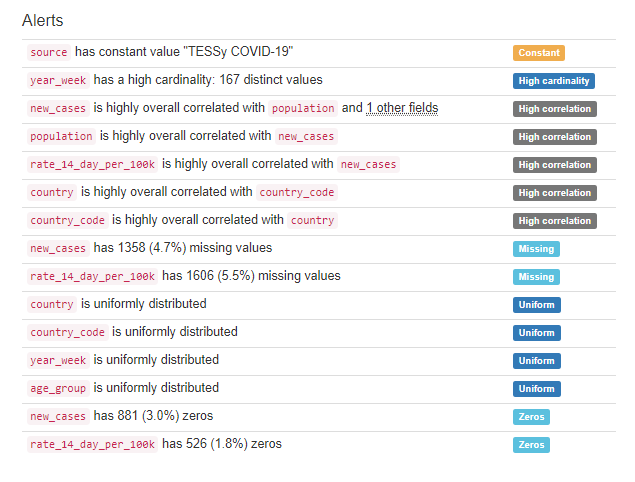 Alerts
source has constant value "TESSy COVID-19" Constant
year_week has a high cardinality: 167 distinct values High cardinality
new_cases is highly overall correlated with population and 1 other fields High correlation
population is highly overall correlated with new_cases High correlation
rate_14_day_per_100k is highly overall correlated with new_cases High correlation
country is highly overall correlated with country_code High correlation
country_code is highly overall correlated with country High correlation
new_cases has 1358 (4.7%) missing values Missing
rate_14_day_per_100k has 1606 (5.5%) missing values Missing
country is uniformly distributed Uniform
country_code is uniformly distributed Uniform
year_week is uniformly distributed Uniform
age_group is uniformly distributed Uniform
new_cases has 881 (3.0%) zeros Zeros
rate_14_day_per_100k has 526 (1.8%) zeros Zeros